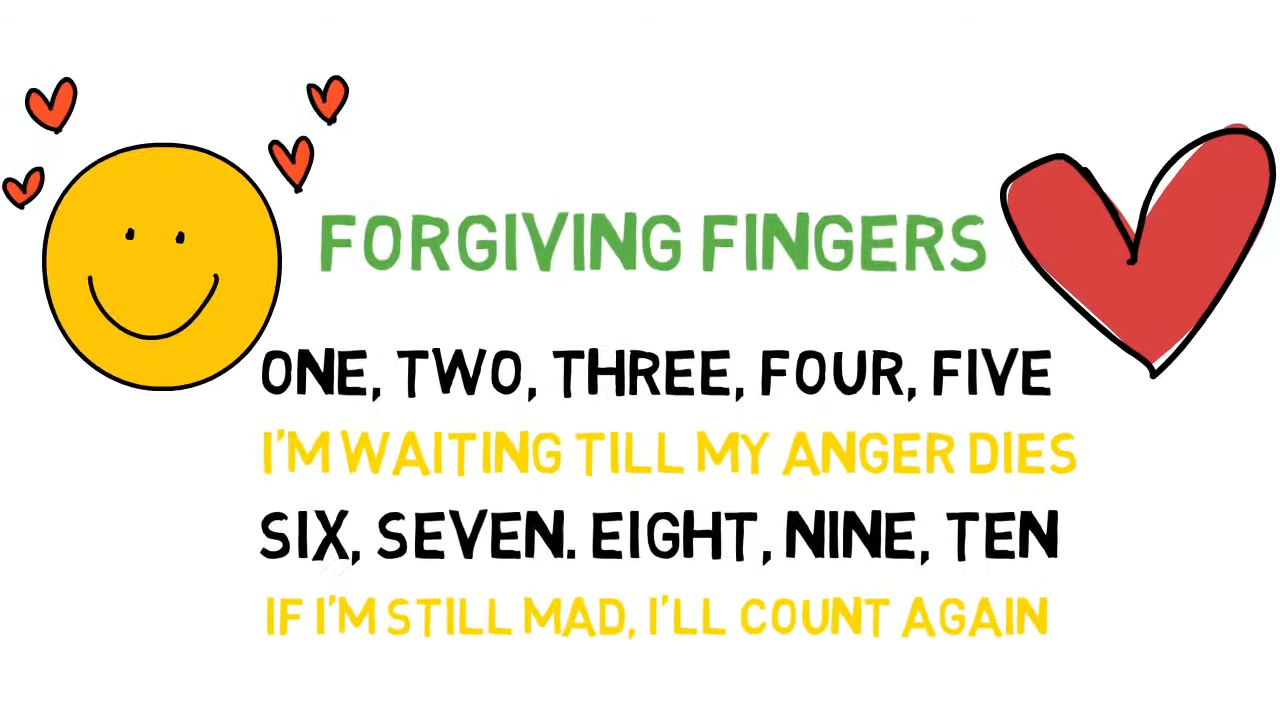 FORGIVING FINGERS
ONE, TWO, THREE, FOUR, FIVE
I'M WAITING TILL MY ANGER DIES
SIX, SEVEN. EIGHT, NINE, TEN
IF I'M STILL MAD, I'LL COUNT AGAIN